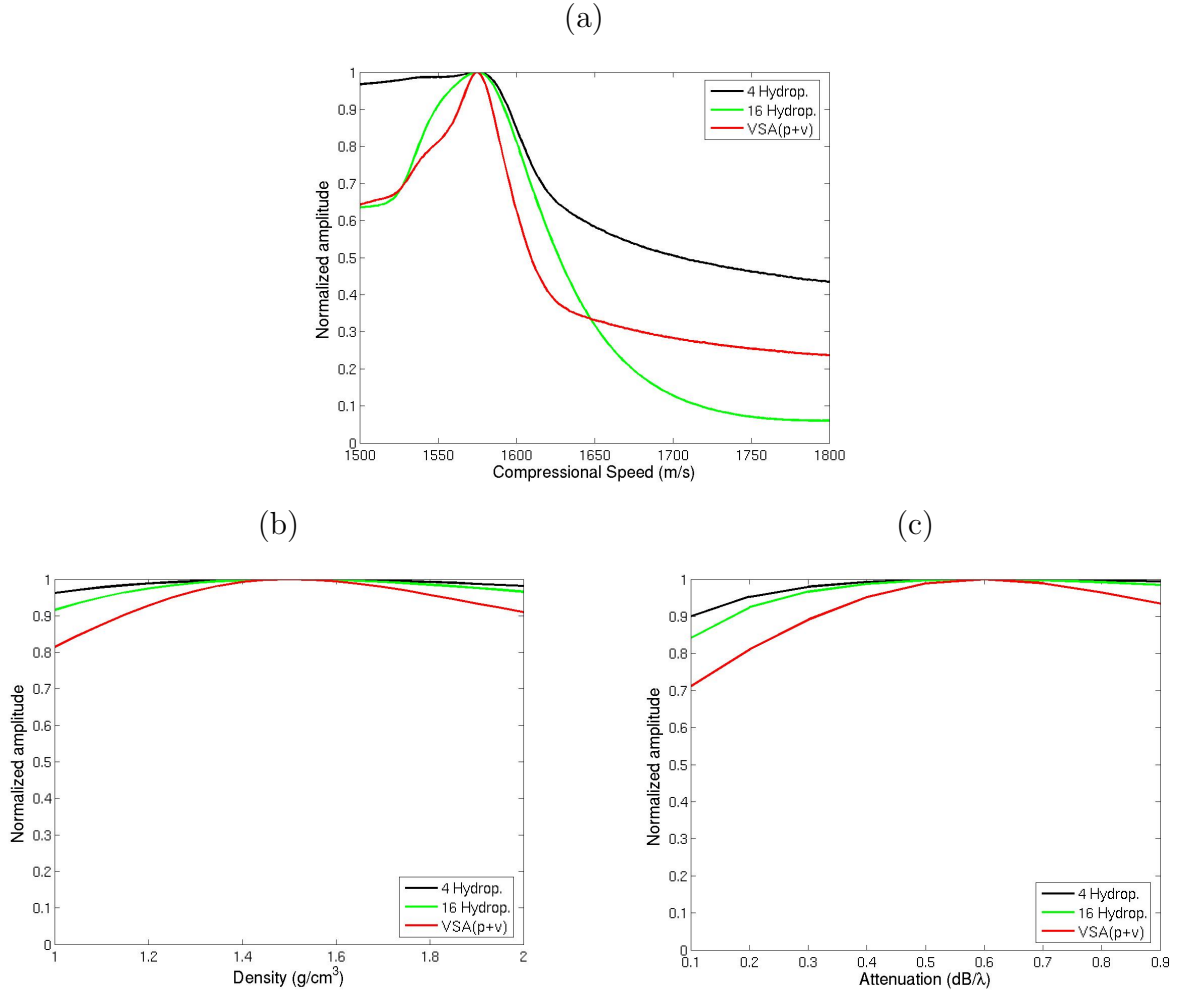 (a)
1
0.9
0.8
0.7
0.6
0.5
0.4
0.3
0.2
0.1
0
Normalized amplitude
4 Hydrop.
16 Hydrop.
VSA(p+v)
1500 1550 1600 1650 1700 1750 1800
Compressional Speed (m/s)
(b)
1
0.9
0.8
0.7
0.6
0.5
0.4
0.3
0.2
0.1
0
Normalized amplitude
4 Hydrop.
16 Hydrop.
VSA(p+v)
1 1.2 1.4 1.6 1.8 2
Density (g/cm³)
(c)
1
0.9
0.8
0.7
0.6
0.5
0.4
0.3
0.2
0.1
0
Normalized amplitude
4 Hydrop.
16 Hydrop.
VSA(p+v)
0.1 0.2 0.3 0.4 0.5 0.6 0.7 0.8 0.9
Attenuation (dB/λ)